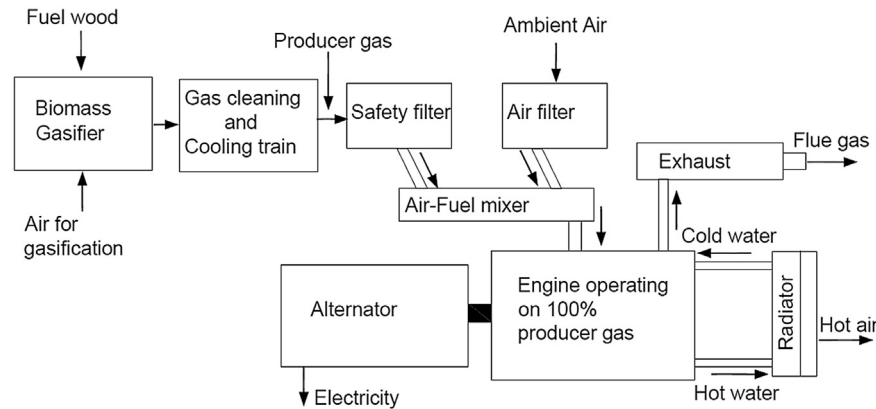 Fuel wood
Producer gas
Ambient Air
Biomass
Gasifier
Gas cleaning
and
Cooling train
Safety filter
Air filter
Exhaust
Flue gas
Air-Fuel mixer
Air for
gasification
Cold water
Alternator
Engine operating
on 100%
producer gas
Radiator
Hot air
Electricity
Hot water